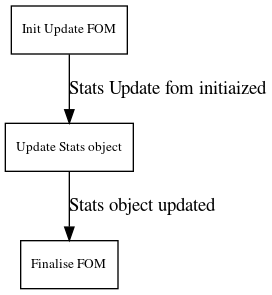 Init Update FOM
Stats Update fom initiaized
Update Stats object
Stats object updated
Finalise FOM